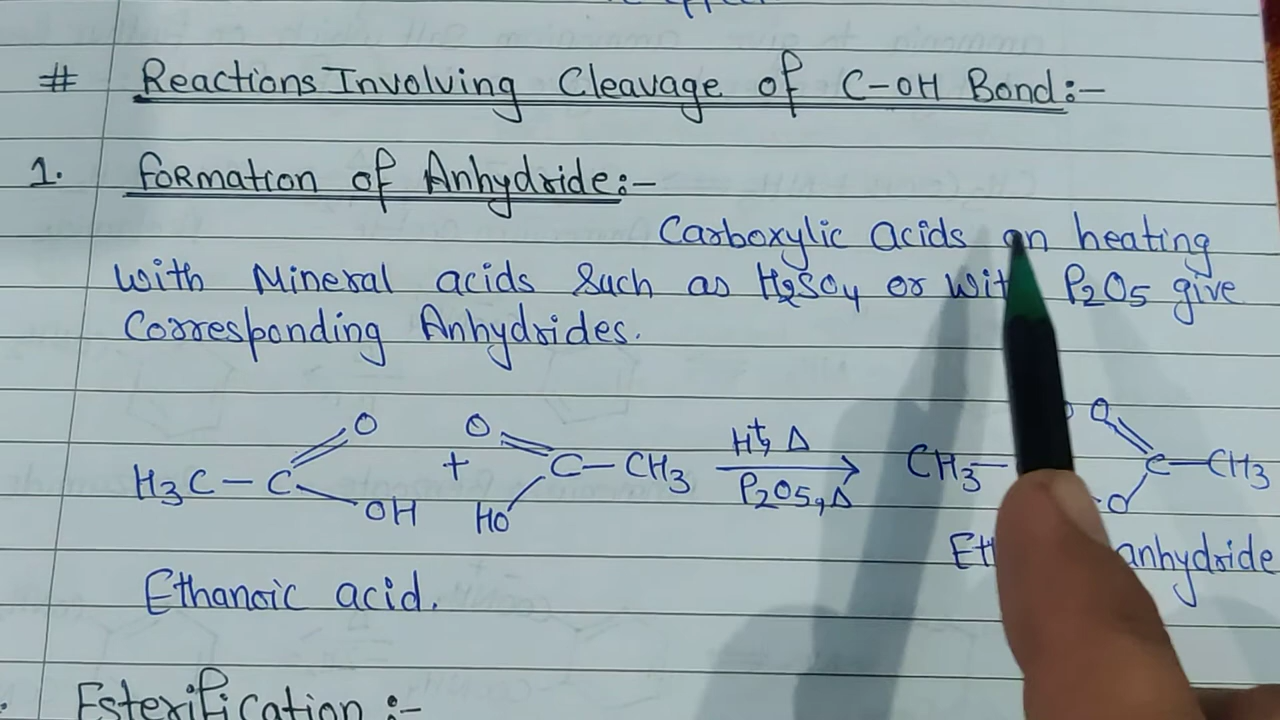 # Reactions Involving Cleavage of C-OH Bond:-
1. Formation of Anhydride:-
Carboxylic acids on heating
with Mineral acids such as H2SO4 or with P2O5 give
Corresponding Anhydrides.
O O H+, Δ O
H3C-C + C-CH3 CH3- C-CH3
OH HO P2O5, Δ O
anhydride
Ethanoic acid.
Esterification :-